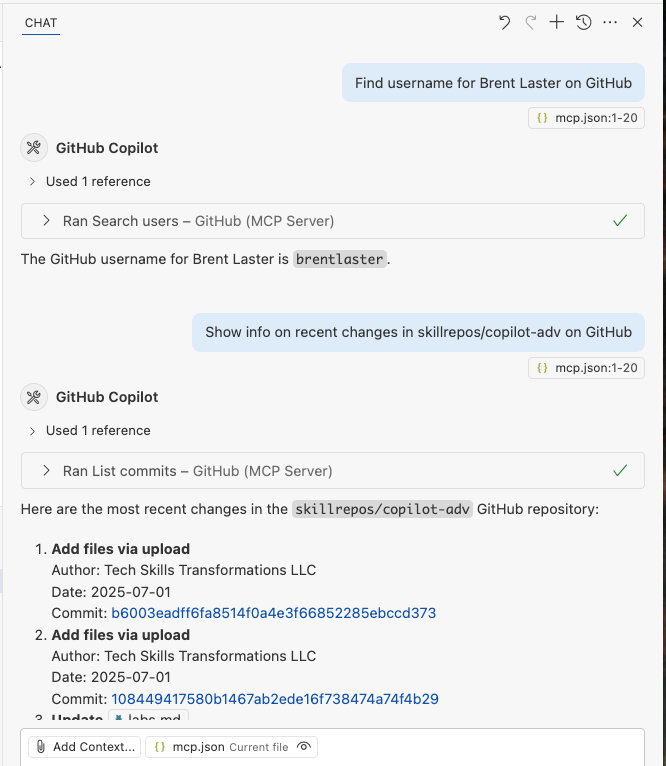 CHAT
Find username for Brent Laster on GitHub
{} mcp.json:1-20
GitHub Copilot
Used 1 reference
Ran Search users – GitHub (MCP Server)
The GitHub username for Brent Laster is brentlaster.
Show info on recent changes in skillrepos/copilot-adv on GitHub
{} mcp.json:1-20
GitHub Copilot
Used 1 reference
Ran List commits – GitHub (MCP Server)
Here are the most recent changes in the skillrepos/copilot-adv GitHub repository:
1. Add files via upload
Author: Tech Skills Transformations LLC
Date: 2025-07-01
Commit: b6003eadff6fa8514f0a4e3f66852285ebccd373
2. Add files via upload
Author: Tech Skills Transformations LLC
Date: 2025-07-01
Commit: 108449417580b1467ab2ede16f738474a74f4b29
3. Update labs.md
Add Context... {} mcp.json Current file